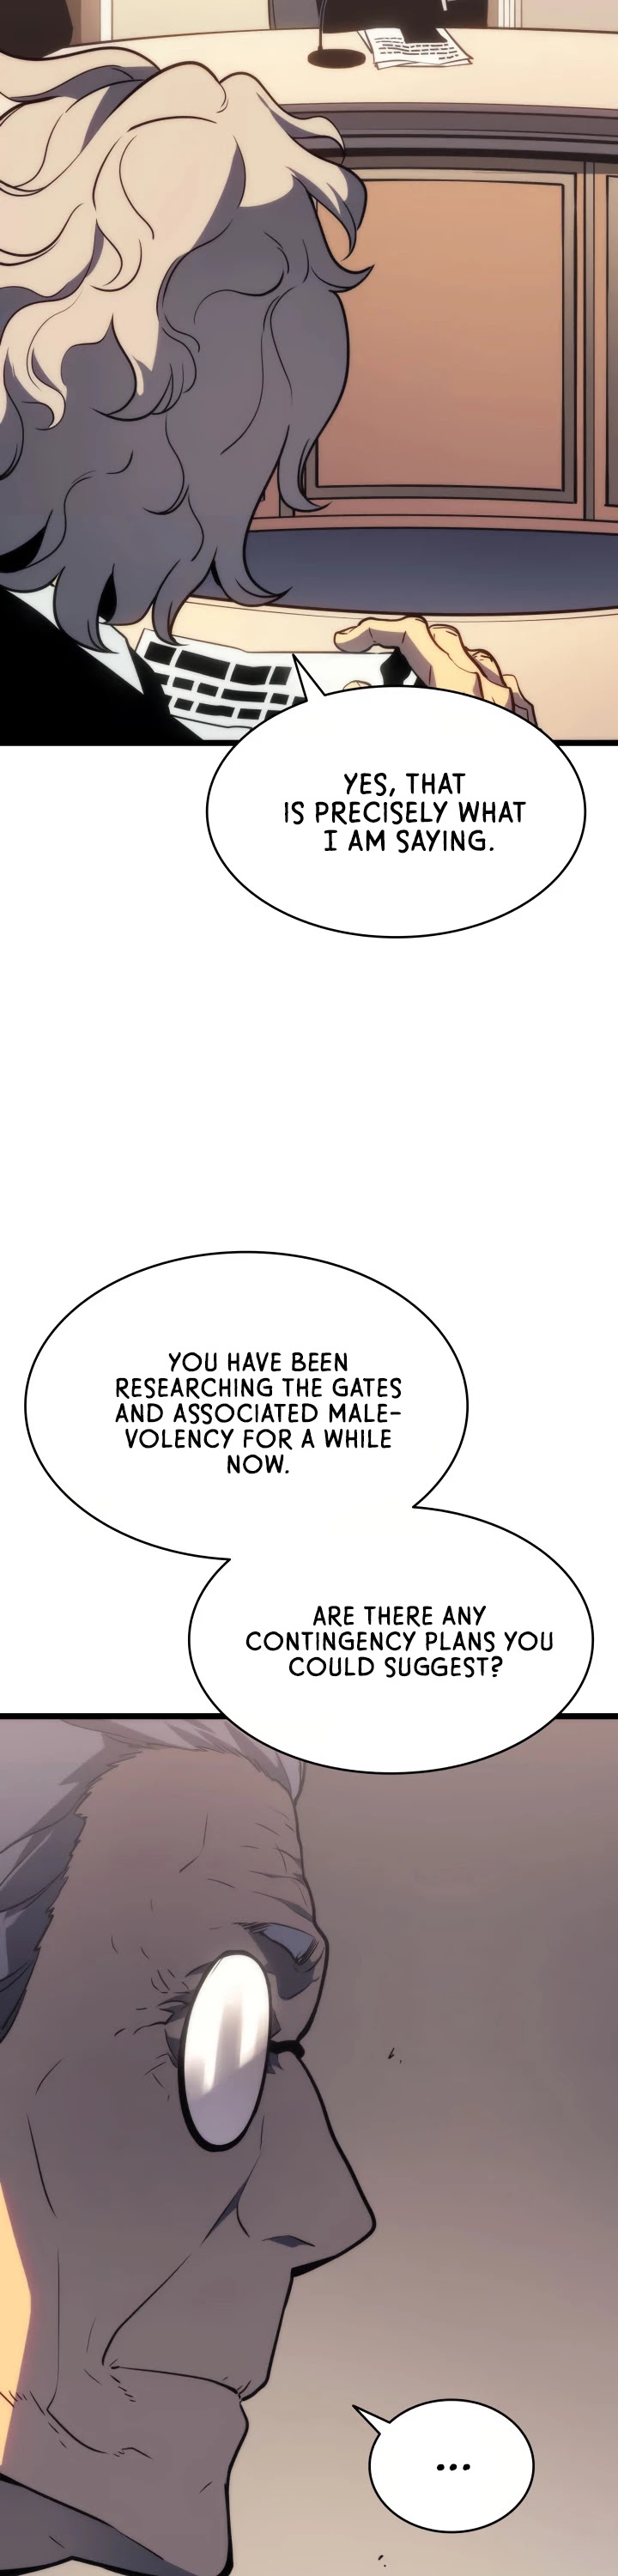 YES, THAT
IS PRECISELY WHAT
I AM SAYING.
YOU HAVE BEEN
RESEARCHING THE GATES
AND ASSOCIATED MALE-
VOLENCY FOR A WHILE
NOW.
ARE THERE ANY
CONTINGENCY PLANS YOU
COULD SUGGEST?
...